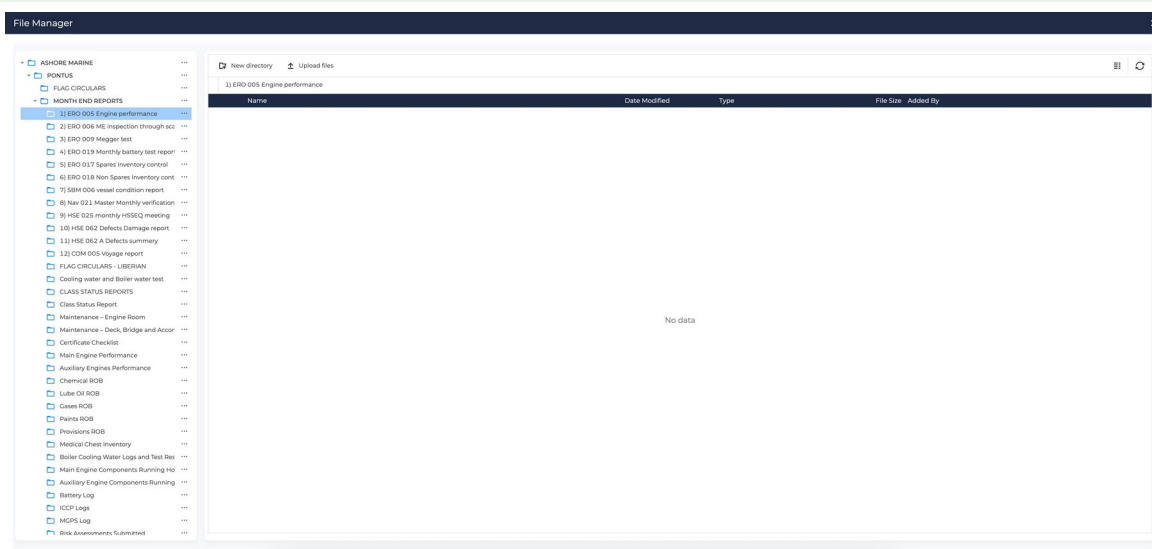 File Manager
ASHORE MARINE
PONTUS
FLAG CIRCULARS
MONTH END REPORTS
1) ERO 005 Engine performance
2) ERO 006 ME inspection through sca
3) ERO 009 Megger test
4) ERO 019 Monthly battery test report
5) ERO 017 Spares Inventory control
6) ERO 018 Non Spares Inventory cont
7) SBM 006 vessel condition report
8) Nav 021 Master Monthly verification
9) HSE 025 monthly HSSEQ meeting
10) HSE 062 Defects Damage report
11) HSE 062 A Defects summery
12) COM 005 Voyage report
FLAG CIRCULARS - LIBERIAN
Cooling water and Boiler water test
CLASS STATUS REPORTS
Class Status Report
Maintenance – Engine Room
Maintenance – Deck, Bridge and Accor
Certificate Checklist
Main Engine Performance
Auxiliary Engines Performance
Chemical ROB
Lube Oil ROB
Gases ROB
Paints ROB
Provisions ROB
Medical Chest Inventory
Boiler Cooling Water Logs and Test Res
Main Engine Components Running Ho
Auxiliary Engine Components Running
Battery Log
ICCP Logs
MGPS Log
Risk Assessments Submitted
New directory Upload files
1) ERO 005 Engine performance
Name Date Modified Type File Size Added By
No data